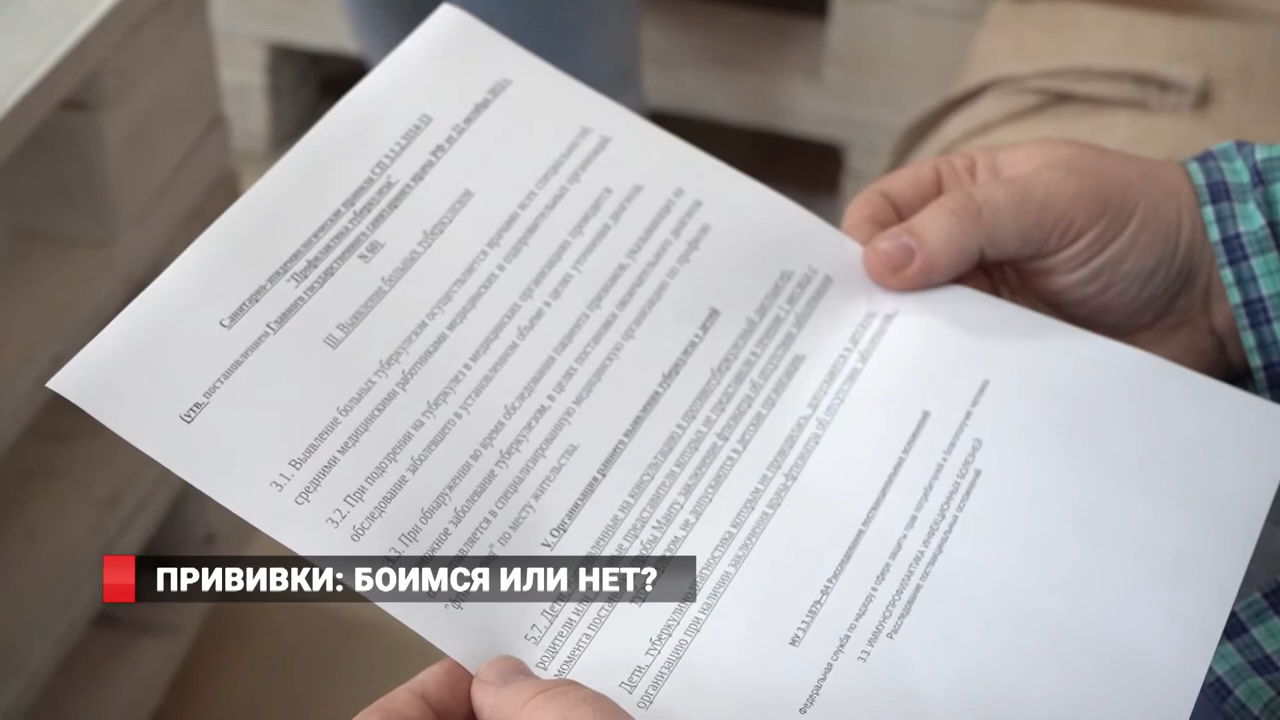 Санитарно-эпидемиологические правила СП 3.1.2.3114-13
"Профилактика туберкулеза"
(утв. постановлением Главного государственного санитарного врача РФ от 22 октября 2013 г.
N 60)
III. Выявление больных туберкулезом
3.1. Выявление больных туберкулезом осуществляется врачами всех специальностей,
средними медицинскими работниками медицинских и оздоровительных организаций.
3.2. При подозрении на туберкулез в медицинских организациях проводится
обследование заболевшего в установленном объеме в целях уточнения диагноза.
3. При обнаружении во время обследования пациента признаков, указывающих на
заболевание туберкулезом, в целях постановки окончательного диагноза
в специализированную медицинскую организацию по профилю
по месту жительства.
V. Организация раннего выявления туберкулеза у детей
5.7. Дети, на консультацию в противотуберкулезный диспансер,
родители или представители которых не представили в течение 1 месяца с
момента пробы Манту заключение фтизиатра об отсутствии заболевания
не допускаются в детские организации.
Дети, туберкулинодиагностика которым не проводилась, допускаются в детскую
организацию при наличии заключения врача-фтизиатра об отсутствии заболевания.
МУ 3.3.1879-04 Расследование поствакцинальных осложнений
Федеральная служба по надзору в сфере защиты прав потребителей и благополучия человека
3.3. ИММУНОПРОФИЛАКТИКА ИНФЕКЦИОННЫХ БОЛЕЗНЕЙ
Расследование поствакцинальных осложнений
ПРИВИВКИ: БОИМСЯ ИЛИ НЕТ?